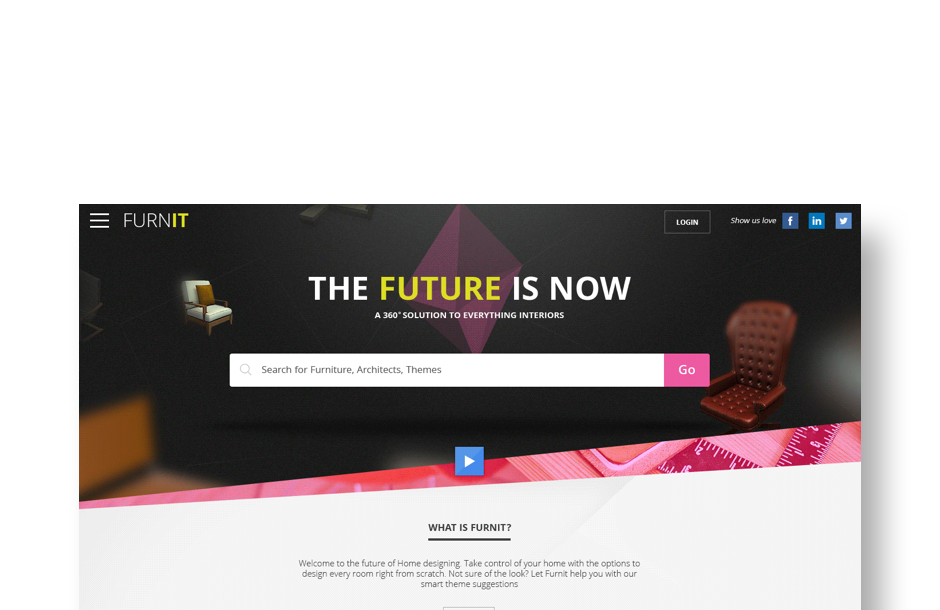 FURNIT
LOGIN
Show us love
THE FUTURE IS NOW
A 360° SOLUTION TO EVERYTHING INTERIORS
Search for Furniture, Architects, Themes
Go
WHAT IS FURNIT?
Welcome to the future of Home designing. Take control of your home with the options to
design every room right from scratch. Not sure of the look? Let Furnit help you with our
smart theme suggestions